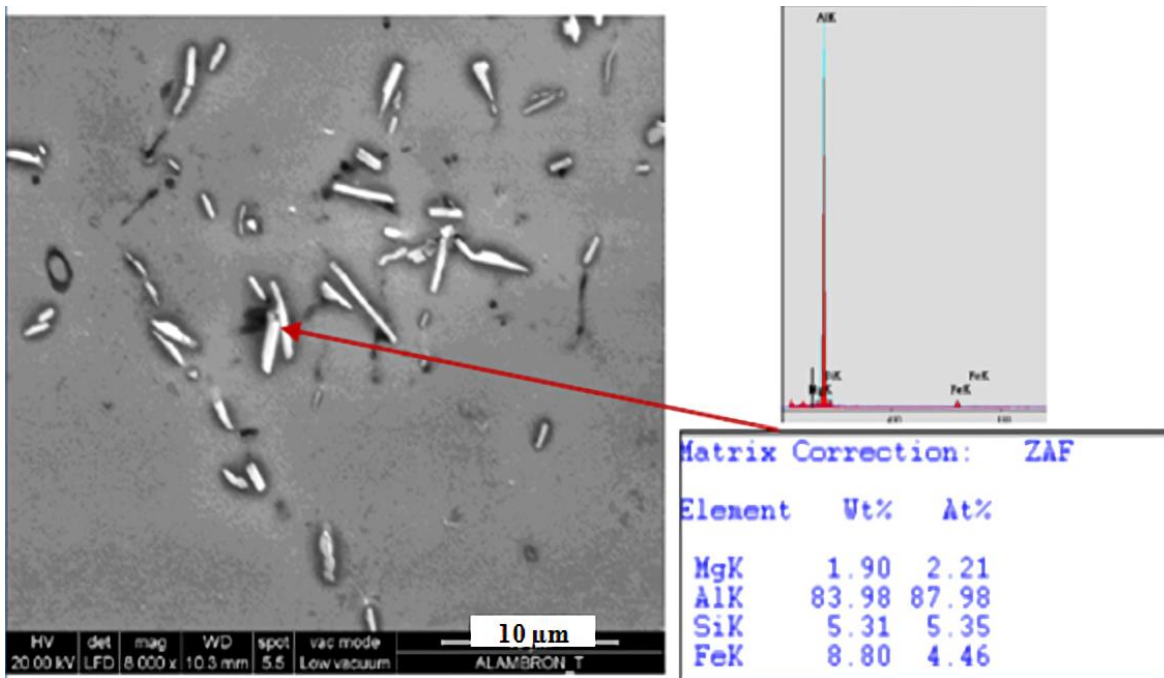 AlK
SiK
MgK
FeK
FeK
Matrix Correction: ZAF
Element Wt% At%
MgK 1.90 2.21
AlK 83.98 87.98
SiK 5.31 5.35
FeK 8.80 4.46
HV det mag WD spot vac mode
20.00 kV LFD 8 000 x 10.3 mm 5.5 Low vacuum
10 µm
ALAMBRON_T